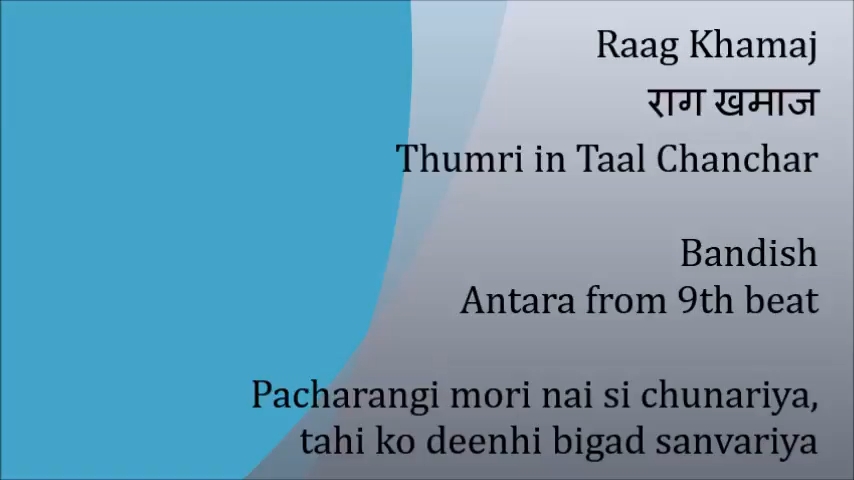 Raag Khamaj
राग खमाज
Thumri in Taal Chanchar
Bandish
Antara from 9th beat
Pacharangi mori nai si chunariya,
tahi ko deenhi bigad sanvariya